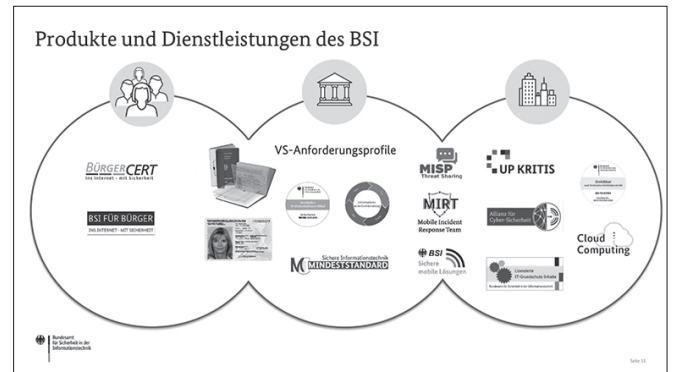 Produkte und Dienstleistungen des BSI
BÜRGERCERT
Ins Internet - mit Sicherheit
BSI FÜR BÜRGER
INS INTERNET - MIT SICHERHEIT
VS-Anforderungsprofile
Sichere Informationstechnik
MINDESTSTANDARD
MISP
Threat Sharing
MIRT
Mobile Incident
Response Team
BSI
Sichere
mobile Lösungen
UP KRITIS
Allianz für
Cyber-Sicherheit
Cloud
Computing
Bundesamt
für Sicherheit in der
Informationstechnik